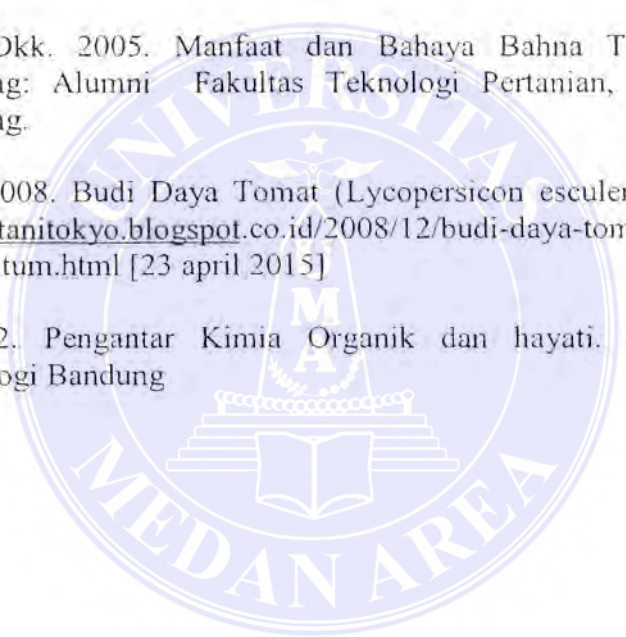 Dkk. 2005. Manfaat dan Bahaya Bahna T
ng: Alumni Fakultas Teknologi Pertanian,
ng.
008. Budi Daya Tomat (Lycopersicon esculer
tanitokyo.blogspot.co.id/2008/12/budi-daya-tom
tum.html [23 april 2015]
2. Pengantar Kimia Organik dan hayati.
ogi Bandung
UNIVERSITAS
UMA
MEDAN AREA